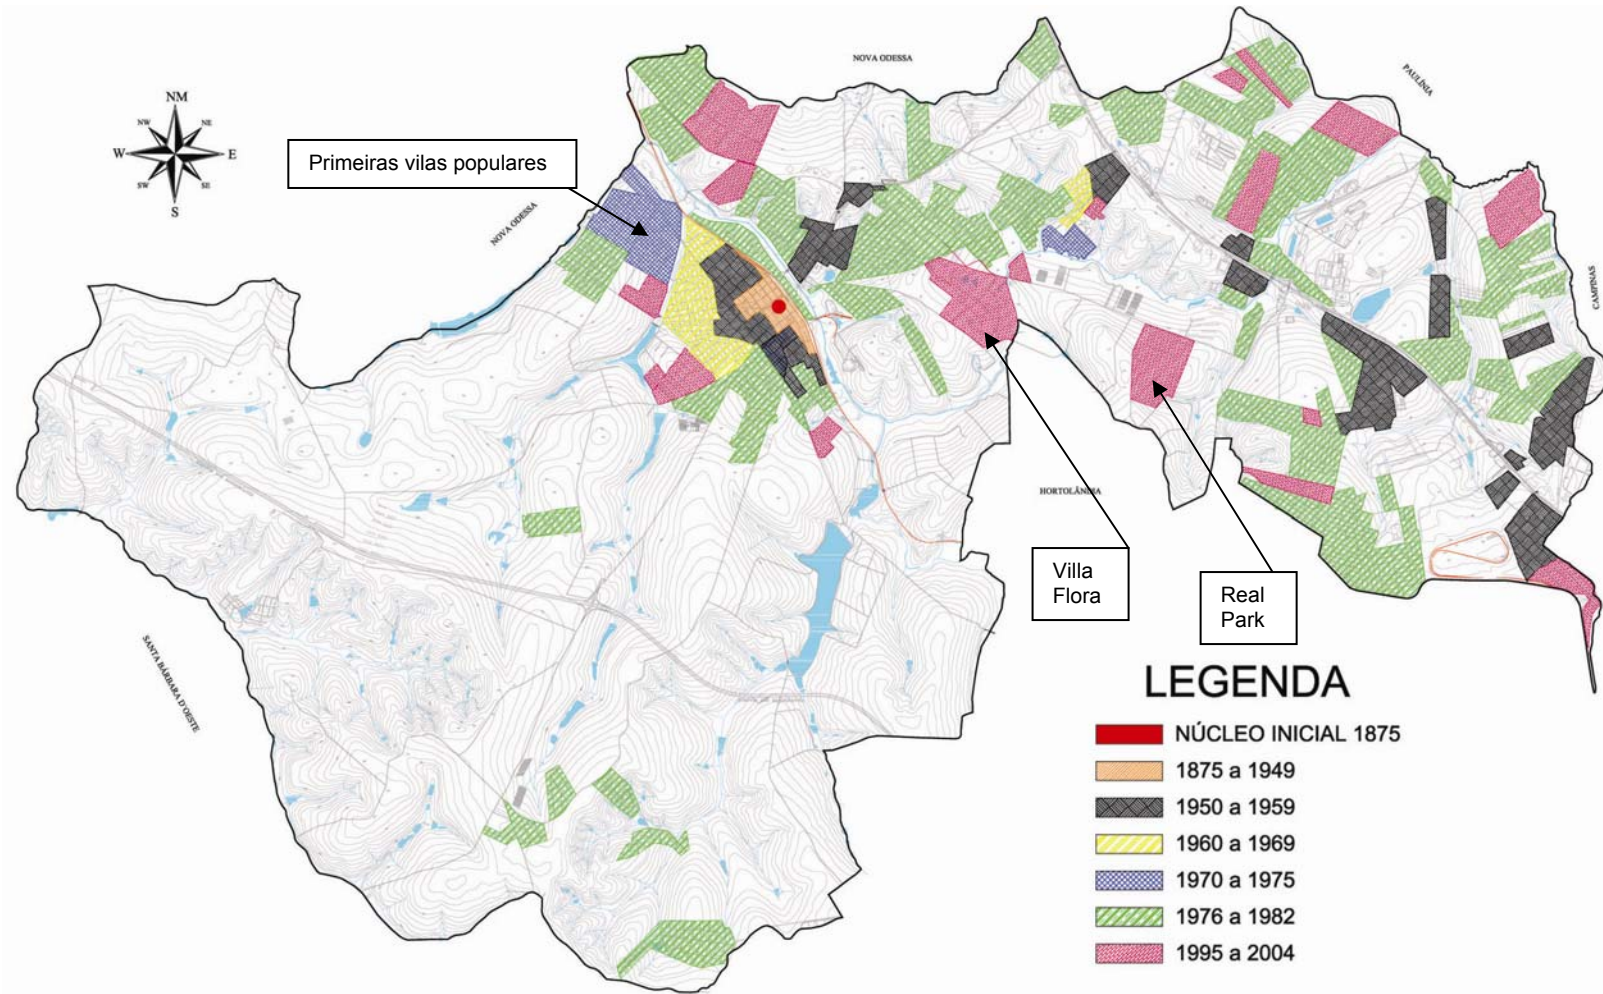 NOVA ODESSA
PAULÍNIA
NM
NW
NE
W
E
SW
SE
S
Primeiras vilas populares
NOVA ODESSA
CAMPINAS
HORTOLÂNDIA
Villa
Flora
Real
Park
SANTA BÁRBARA D'OESTE
LEGENDA
NÚCLEO INICIAL 1875
1875 a 1949
1950 a 1959
1960 a 1969
1970 a 1975
1976 a 1982
1995 a 2004